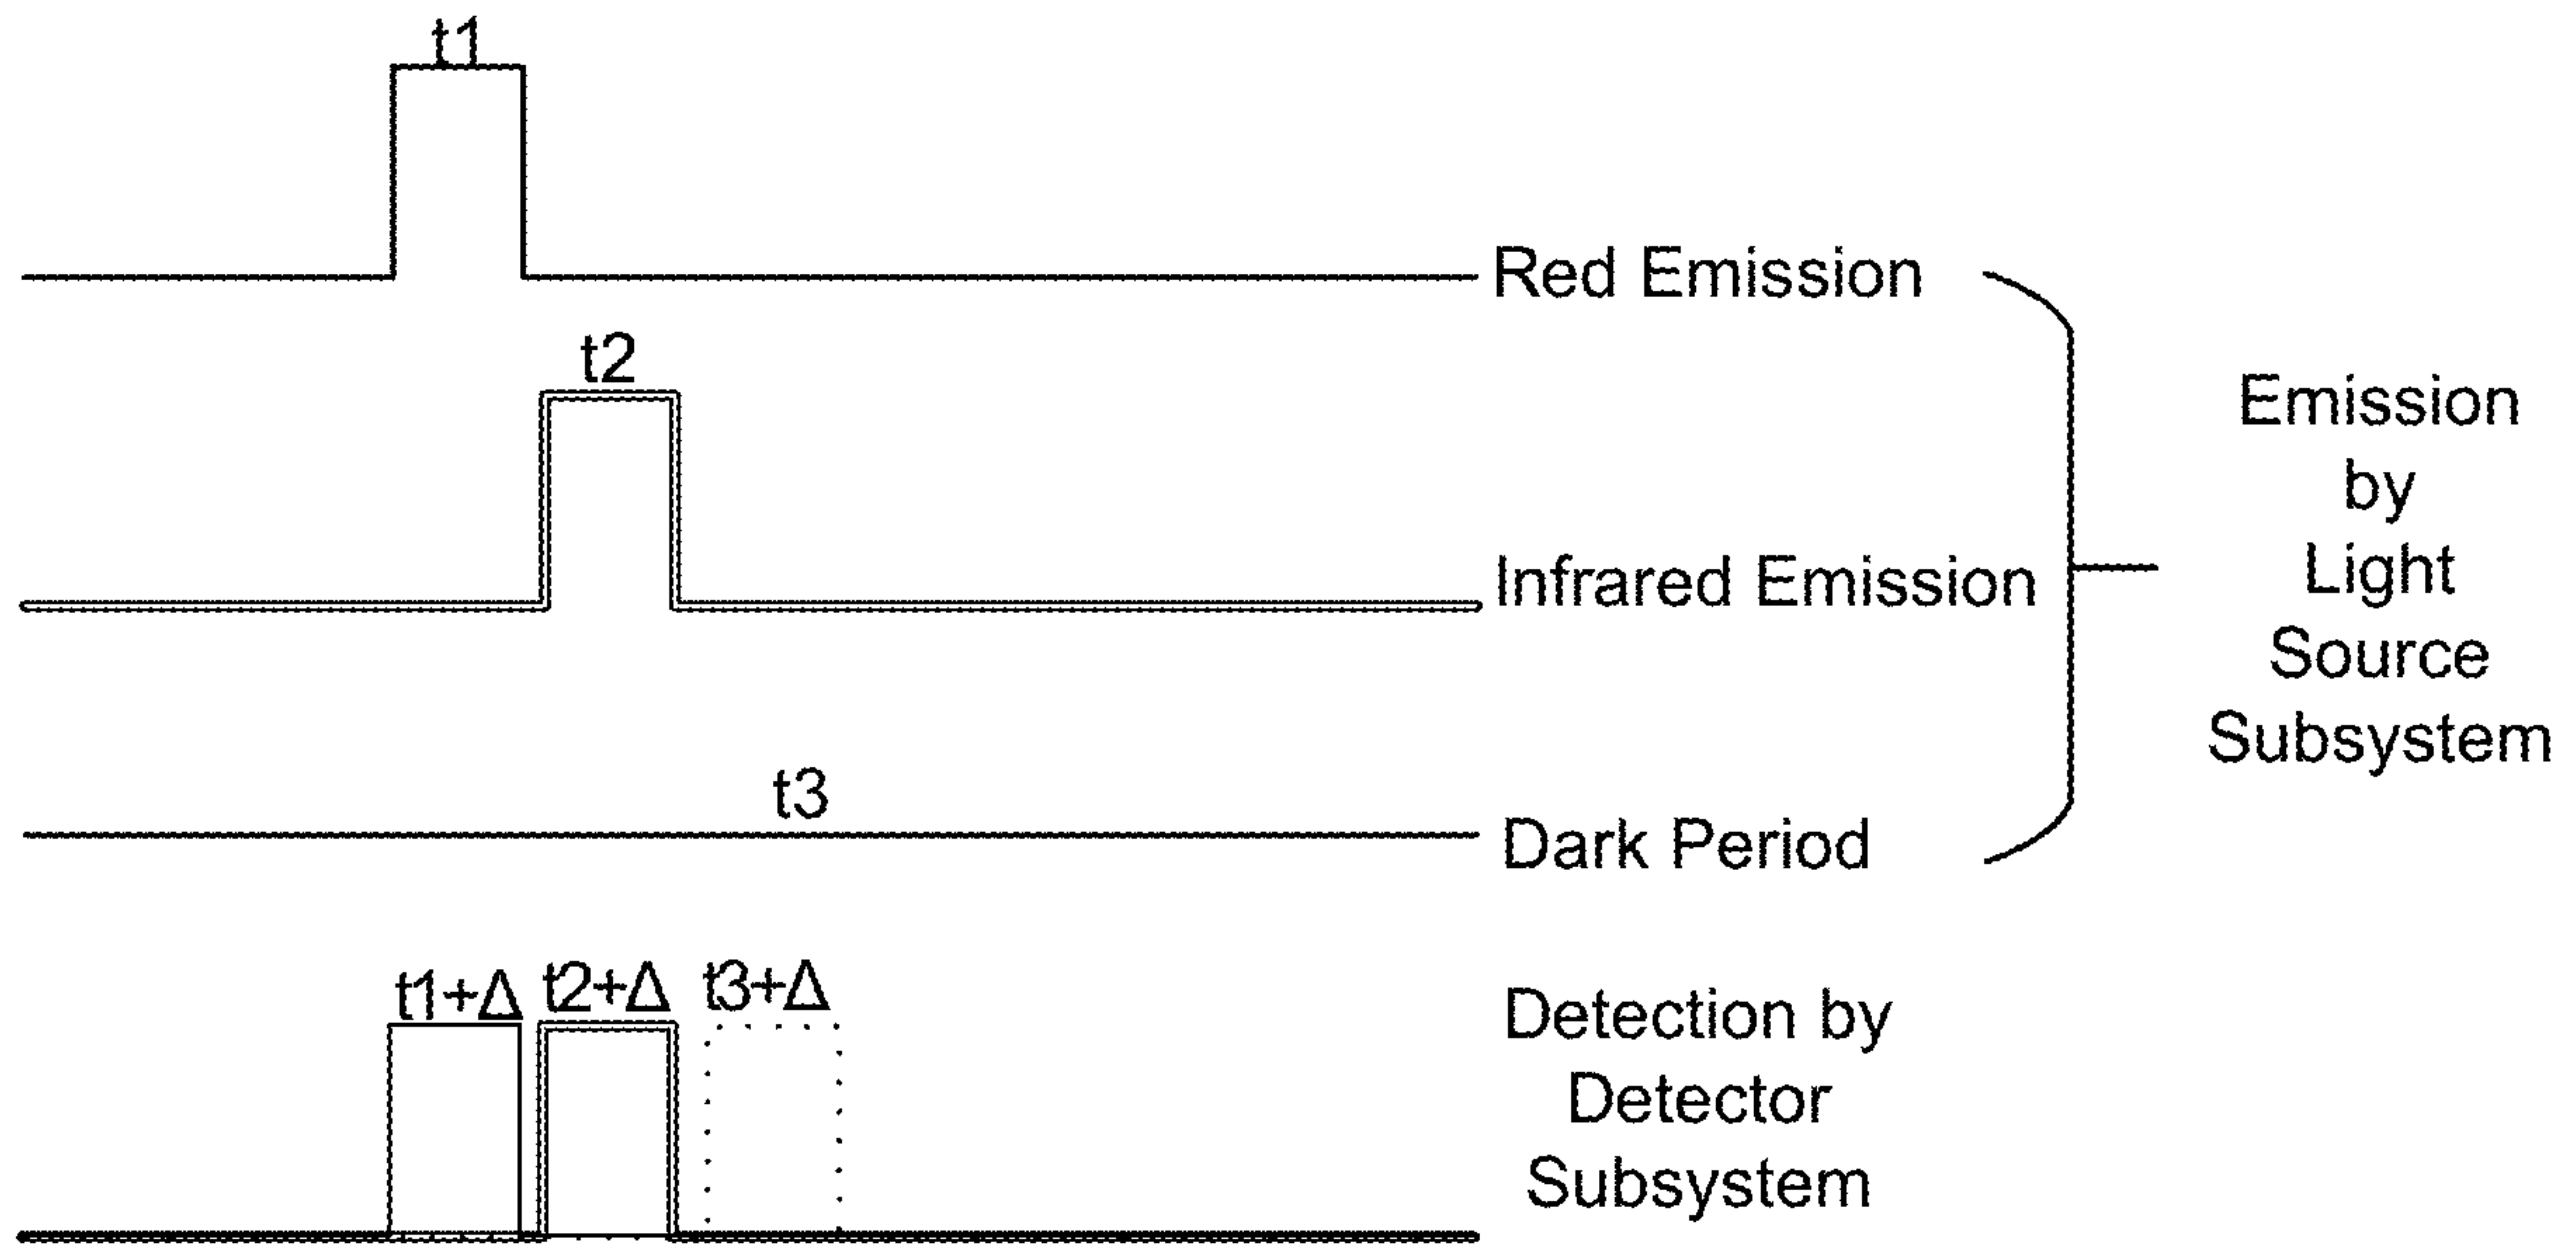 t1
Red Emission
t2
Infrared Emission
t3
Dark Period
Emission
by
Light
Source
Subsystem
t1+Δ t2+Δ t3+Δ
Detection by
Detector
Subsystem